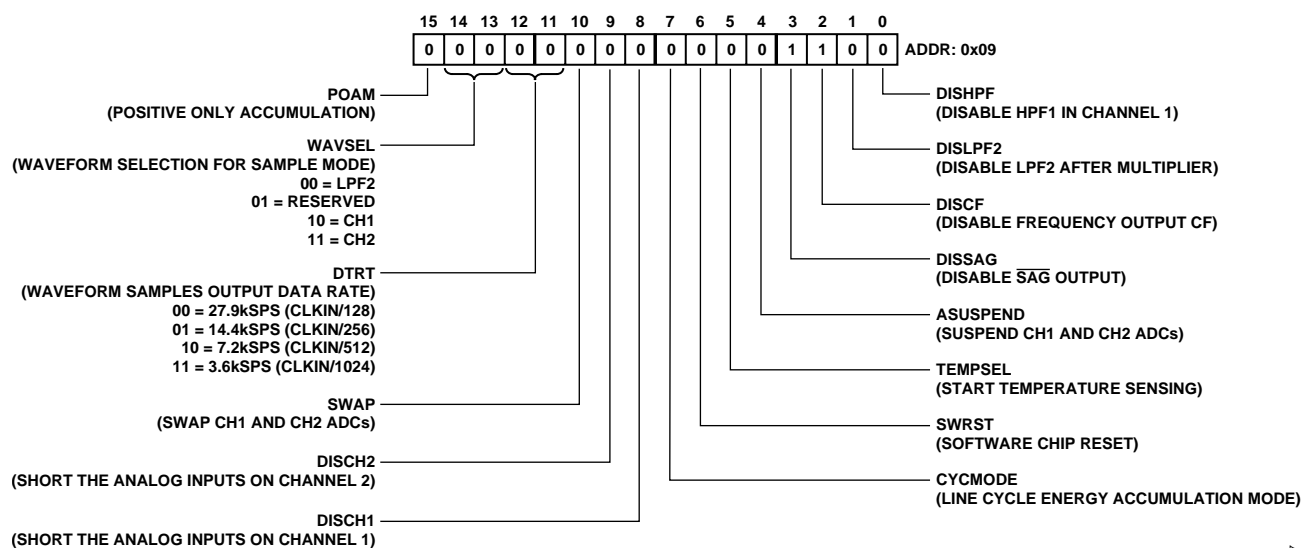 15 14 13 12 11 10 9 8 7 6 5 4 3 2 1 0
0 0 0 0 0 0 0 0 0 0 0 0 1 1 0 0 ADDR: 0x09
POAM
(POSITIVE ONLY ACCUMULATION)
WAVSEL
(WAVEFORM SELECTION FOR SAMPLE MODE)
00 = LPF2
01 = RESERVED
10 = CH1
11 = CH2
DTRT
(WAVEFORM SAMPLES OUTPUT DATA RATE)
00 = 27.9kSPS (CLKIN/128)
01 = 14.4kSPS (CLKIN/256)
10 = 7.2kSPS (CLKIN/512)
11 = 3.6kSPS (CLKIN/1024)
SWAP
(SWAP CH1 AND CH2 ADCs)
DISCH2
(SHORT THE ANALOG INPUTS ON CHANNEL 2)
DISCH1
(SHORT THE ANALOG INPUTS ON CHANNEL 1)
DISHPF
(DISABLE HPF1 IN CHANNEL 1)
DISLPF2
(DISABLE LPF2 AFTER MULTIPLIER)
DISCF
(DISABLE FREQUENCY OUTPUT CF)
DISSAG
(DISABLE S̅A̅G̅ OUTPUT)
ASUSPEND
(SUSPEND CH1 AND CH2 ADCs)
TEMPSEL
(START TEMPERATURE SENSING)
SWRST
(SOFTWARE CHIP RESET)
CYCMODE
(LINE CYCLE ENERGY ACCUMULATION MODE)